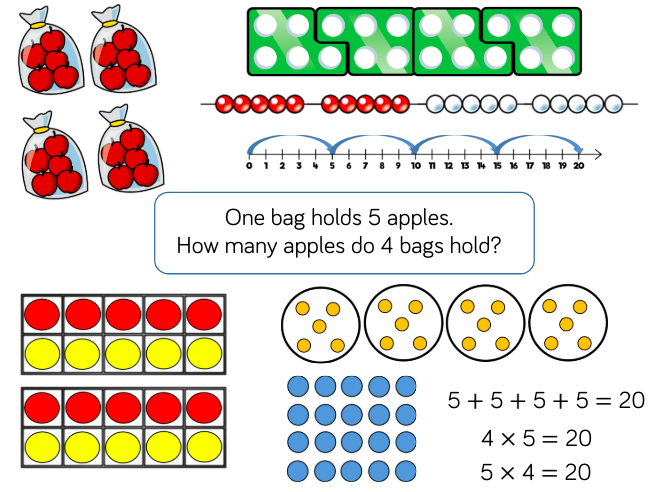 0 1 2 3 4 5 6 7 8 9 10 11 12 13 14 15 16 17 18 19 20
One bag holds 5 apples.
How many apples do 4 bags hold?
5 + 5 + 5 + 5 = 20
4 × 5 = 20
5 × 4 = 20